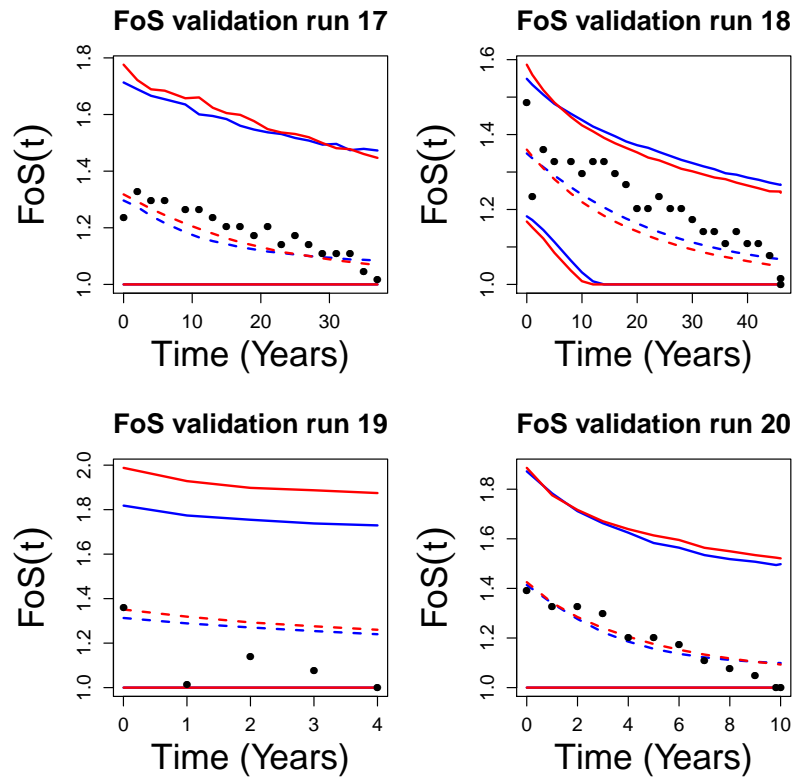 FoS validation run 17
FoS(t)
1.0 1.2 1.4 1.6 1.8
0 10 20 30
Time (Years)
FoS validation run 18
FoS(t)
1.0 1.2 1.4 1.6
0 10 20 30 40
Time (Years)
FoS validation run 19
FoS(t)
1.0 1.2 1.4 1.6 1.8 2.0
0 1 2 3 4
Time (Years)
FoS validation run 20
FoS(t)
1.0 1.2 1.4 1.6 1.8
0 2 4 6 8 10
Time (Years)